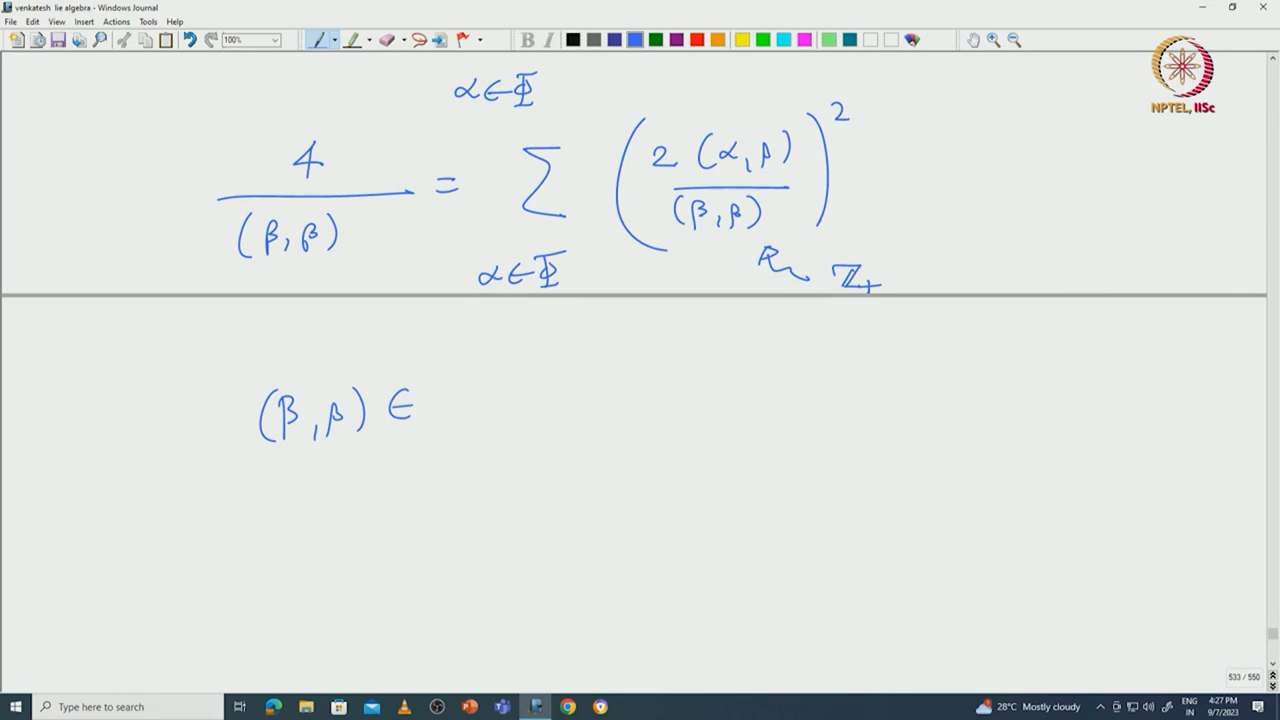 venkatesh lie algebra - Windows Journal
File Edit View Insert Actions Tools Help
100%
B I
NPTEL, IISc
α ∈ Φ
4 / (β, β) = Σ_{α ∈ Φ} ( 2 (α, β) / (β, β) )²
ℤ₊
(β, β) ∈
533 / 550
Type here to search
28°C Mostly cloudy
ENG
IN
4:27 PM
9/7/2023